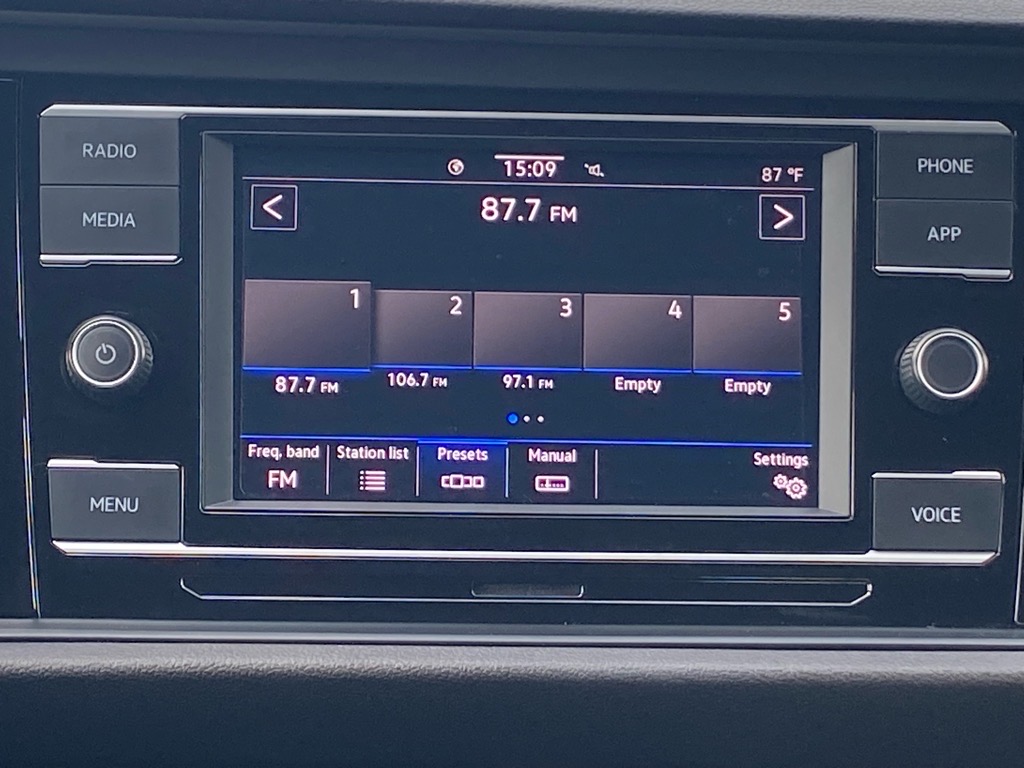 RADIO
MEDIA
15:09
87 °F
PHONE
APP
< 87.7 FM >
1 2 3 4 5
87.7 FM 106.7 FM 97.1 FM Empty Empty
Freq. band Station list Presets Manual Settings
FM
MENU
VOICE